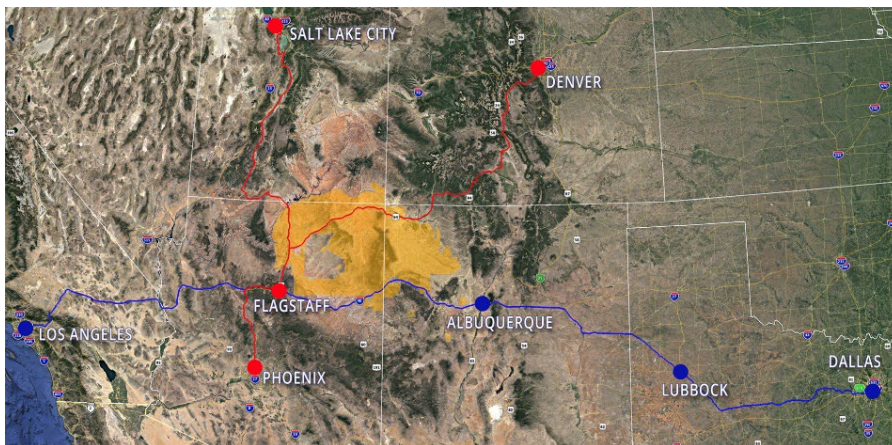 SALT LAKE CITY
DENVER
FLAGSTAFF
ALBUQUERQUE
LOS ANGELES
PHOENIX
LUBBOCK
DALLAS